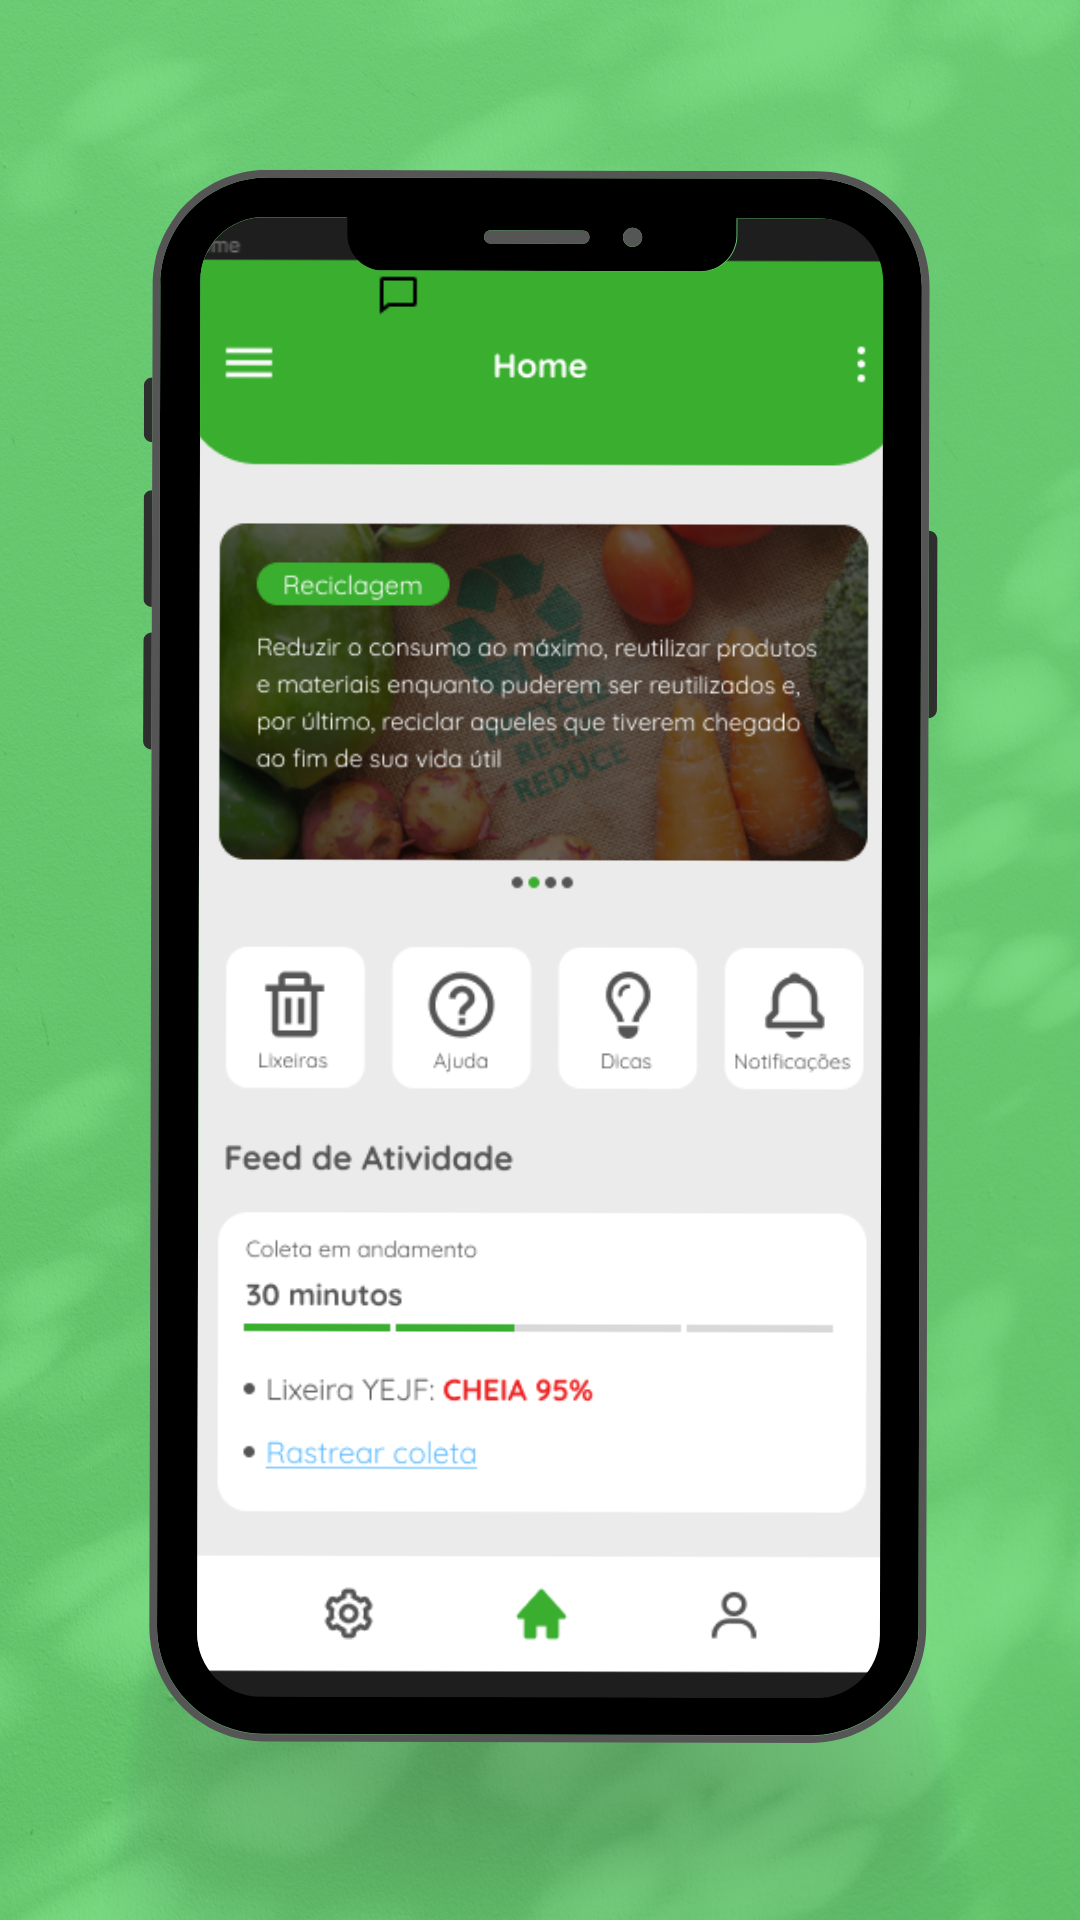 me
Home
Reciclagem
Reduzir o consumo ao máximo, reutilizar produtos
e materiais enquanto puderem ser reutilizados e,
por último, reciclar aqueles que tiverem chegado
ao fim de sua vida útil
RECYCLE
REUSE
REDUCE
Lixeiras
Ajuda
Dicas
Notificações
Feed de Atividade
Coleta em andamento
30 minutos
• Lixeira YEJF: CHEIA 95%
• Rastrear coleta